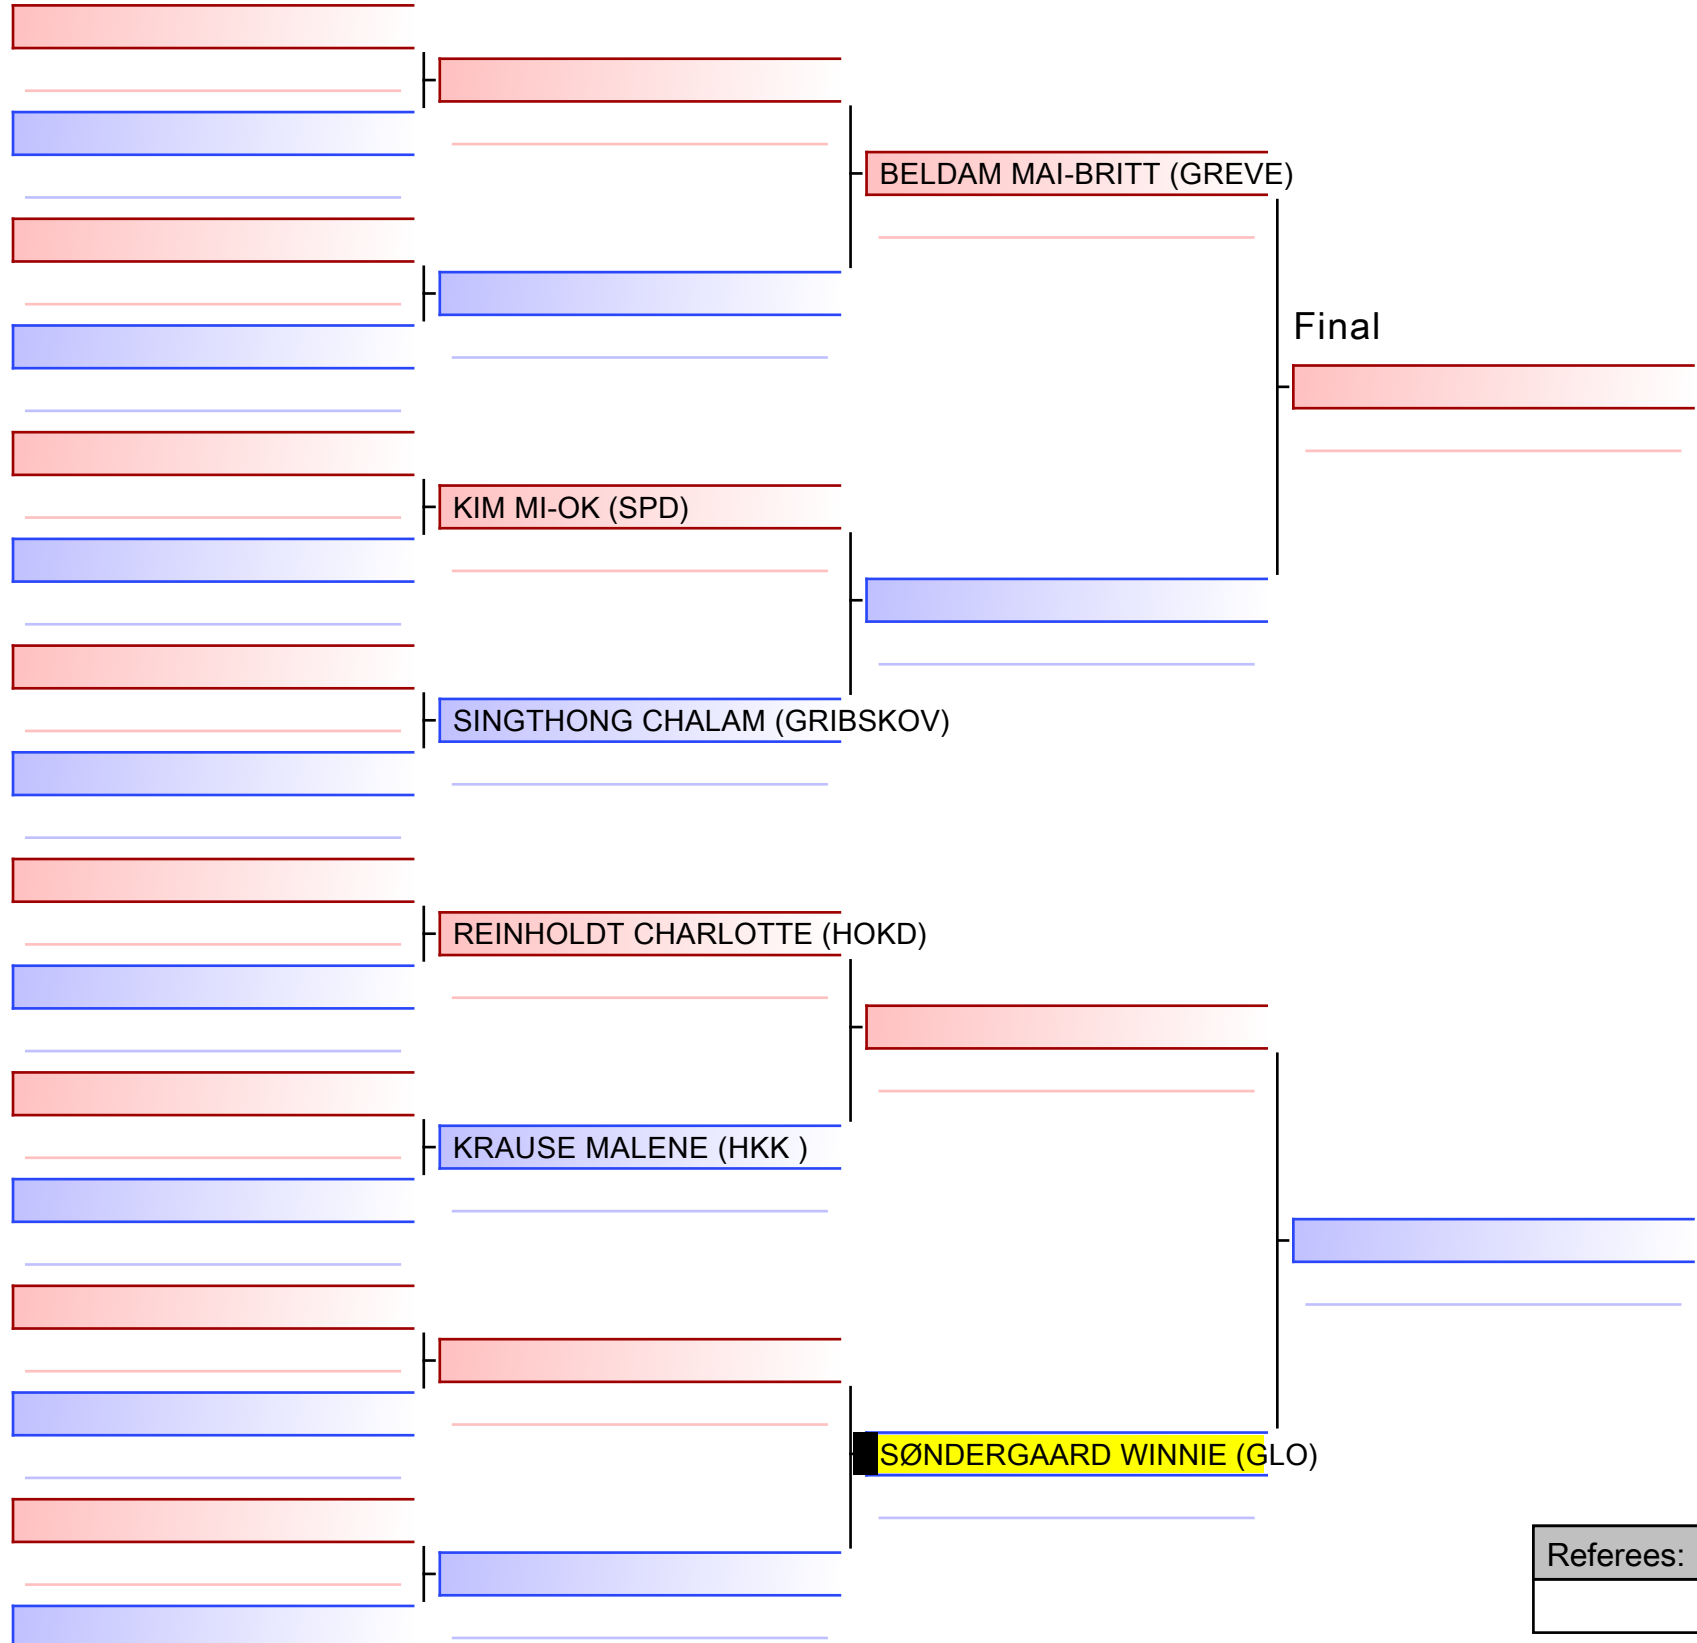 BELDAM MAI-BRITT (GREVE)
Final
KIM MI-OK (SPD)
SINGTHONG CHALAM (GRIBSKOV)
REINHOLDT CHARLOTTE (HOKD)
KRAUSE MALENE (HKK )
SØNDERGAARD WINNIE (GLO)
Referees: